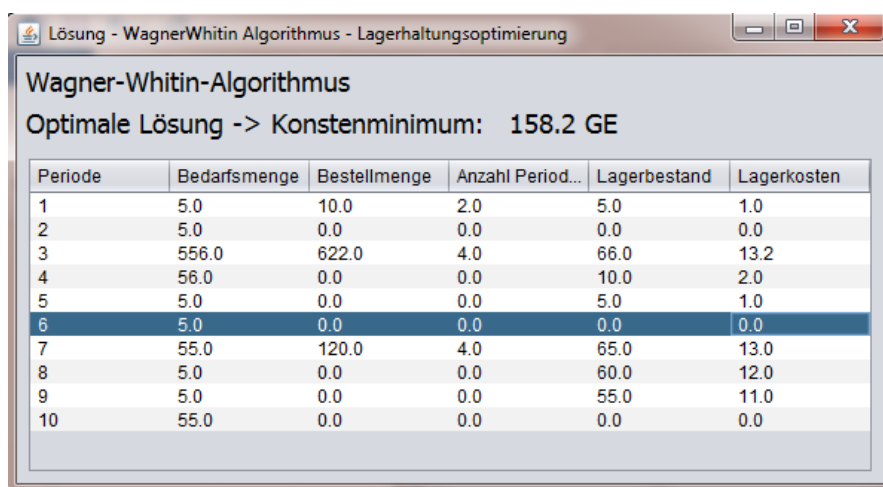 Lösung - WagnerWhitin Algorithmus - Lagerhaltungsoptimierung
Wagner-Whitin-Algorithmus
Optimale Lösung -> Konstenminimum: 158.2 GE
Periode Bedarfsmenge Bestellmenge Anzahl Period... Lagerbestand Lagerkosten
1 5.0 10.0 2.0 5.0 1.0
2 5.0 0.0 0.0 0.0 0.0
3 556.0 622.0 4.0 66.0 13.2
4 56.0 0.0 0.0 10.0 2.0
5 5.0 0.0 0.0 5.0 1.0
6 5.0 0.0 0.0 0.0 0.0
7 55.0 120.0 4.0 65.0 13.0
8 5.0 0.0 0.0 60.0 12.0
9 5.0 0.0 0.0 55.0 11.0
10 55.0 0.0 0.0 0.0 0.0